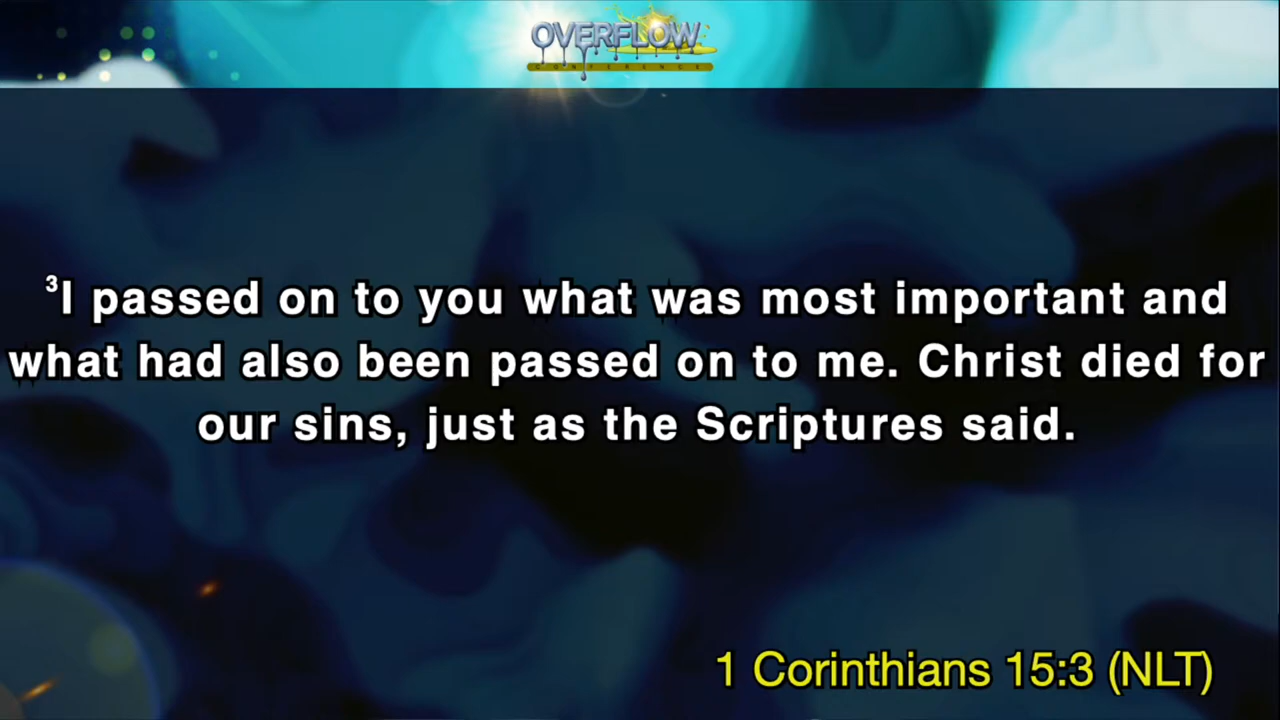 OVERFLOW
CONFERENCE
³I passed on to you what was most important and
what had also been passed on to me. Christ died for
our sins, just as the Scriptures said.
1 Corinthians 15:3 (NLT)